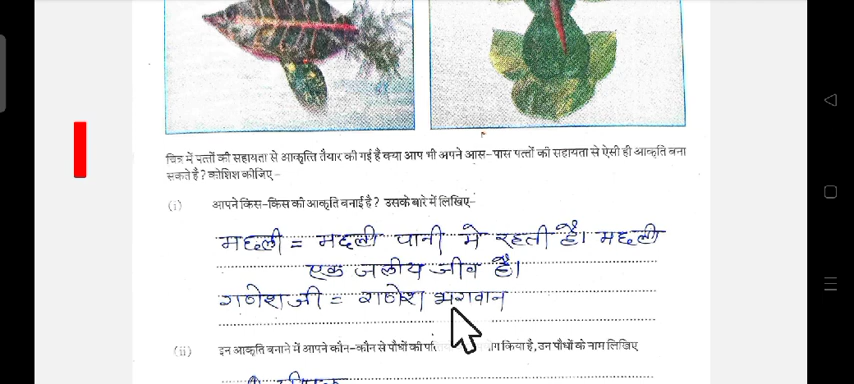 चित्र में पत्तों की सहायता से आकृति तैयार की गई है क्या आप भी अपने आस-पास पत्तों की सहायता से ऐसी ही आकृति बना
सकते है ? कोशिश कीजिए -
(i) आपने किस-किस की आकृति बनाई है ? उसके बारे में लिखिए-
मछली = मछली पानी मे रहती है। मछली
एक जलीय जीव है।
गणेश जी = गणेश भगवान
(ii) इन आकृति बनाने में आपने कौन-कौन से पौधों की किया है, उन पौधों के नाम लिखिए